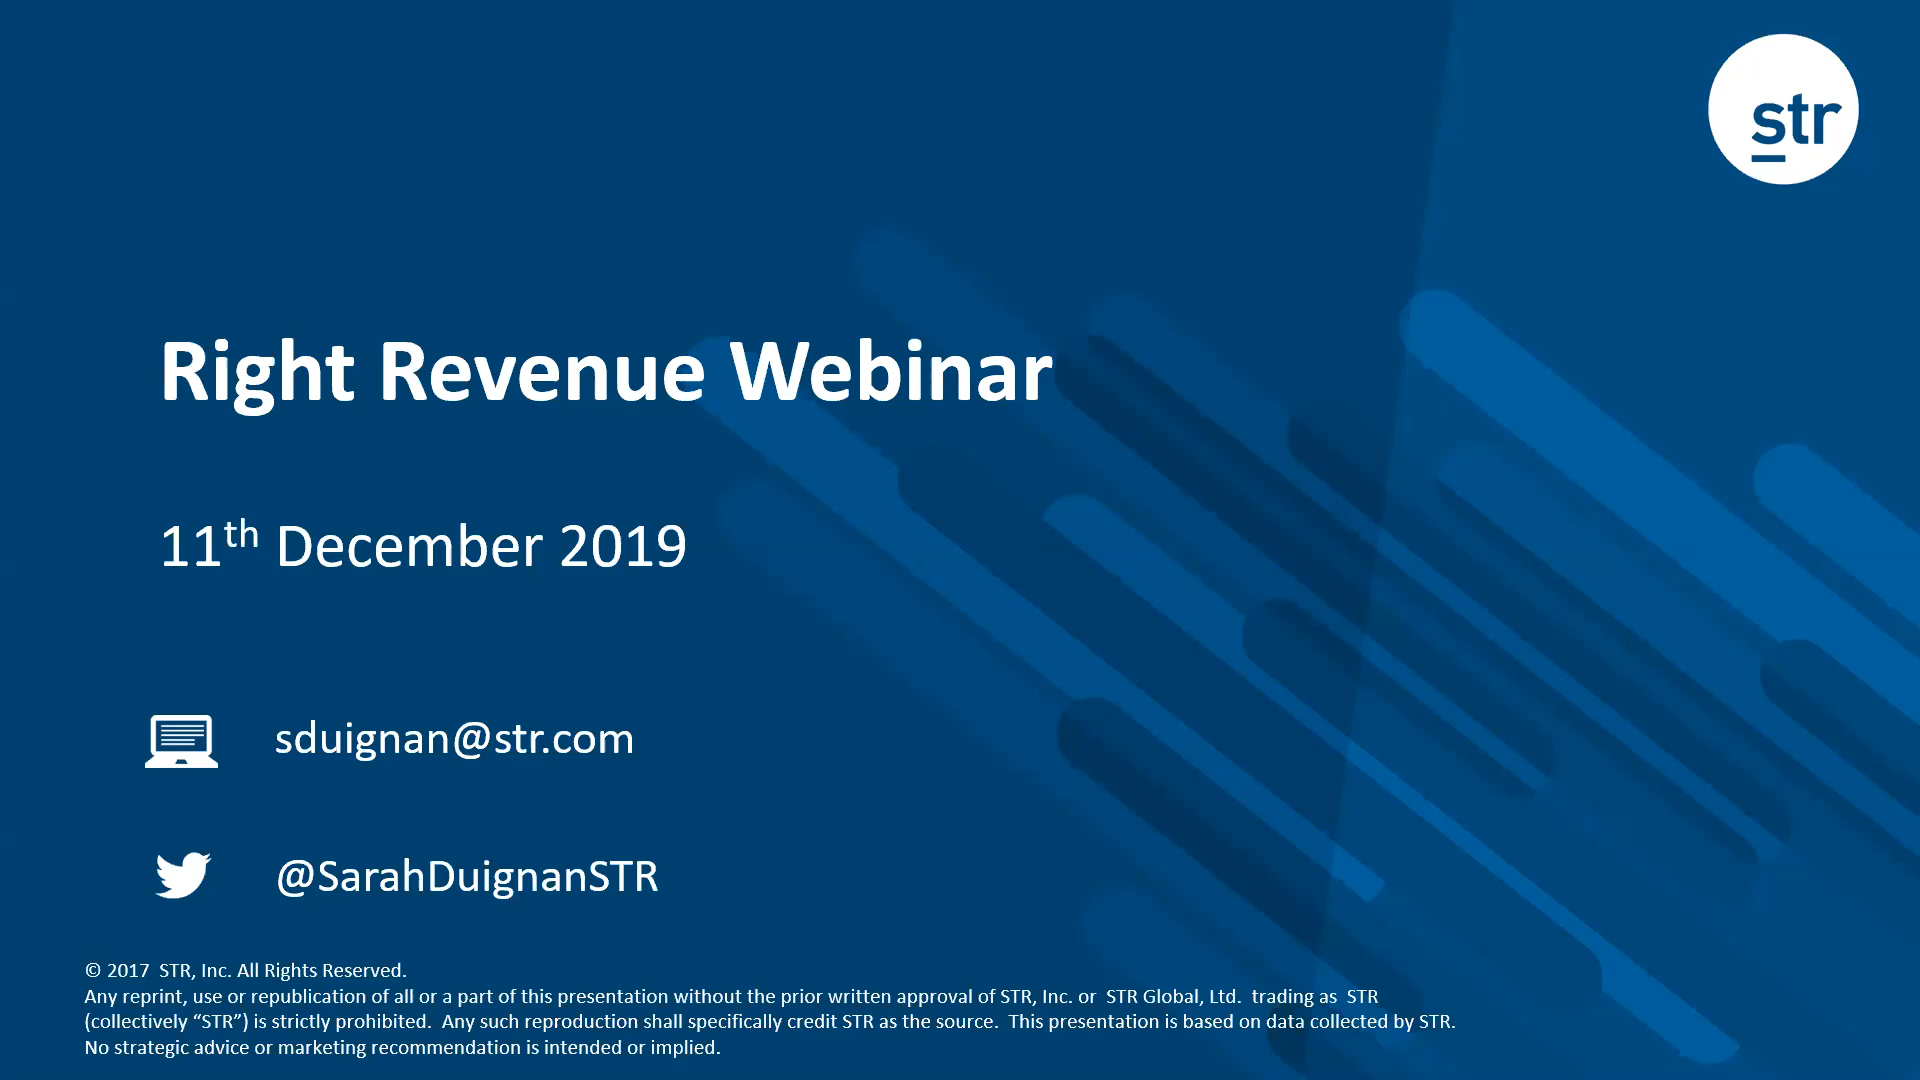 str
Right Revenue Webinar
11th December 2019
sduignan@str.com
@SarahDuignanSTR
© 2017  STR, Inc. All Rights Reserved.
Any reprint, use or republication of all or a part of this presentation without the prior written approval of STR, Inc. or  STR Global, Ltd.  trading as  STR
(collectively “STR”) is strictly prohibited.  Any such reproduction shall specifically credit STR as the source.  This presentation is based on data collected by STR.
No strategic advice or marketing recommendation is intended or implied.